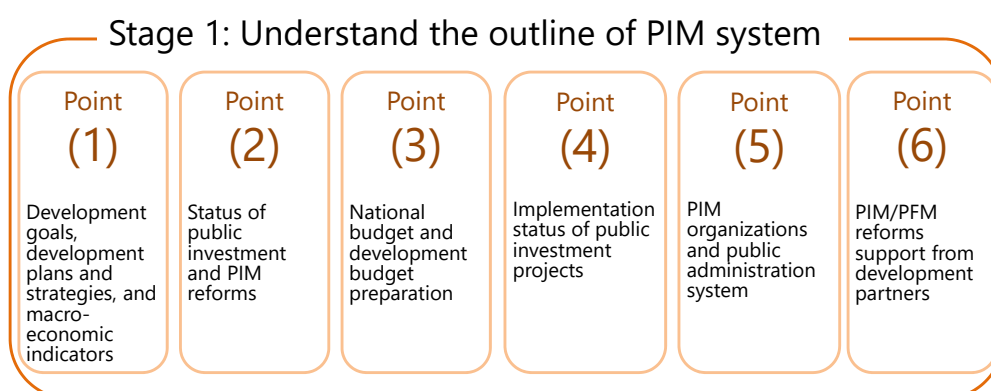 Stage 1: Understand the outline of PIM system
Point
(1)
Development
goals,
development
plans and
strategies, and
macro-
economic
indicators
Point
(2)
Status of
public
investment
and PIM
reforms
Point
(3)
National
budget and
development
budget
preparation
Point
(4)
Implementation
status of public
investment
projects
Point
(5)
PIM
organizations
and public
administration
system
Point
(6)
PIM/PFM
reforms
support from
development
partners